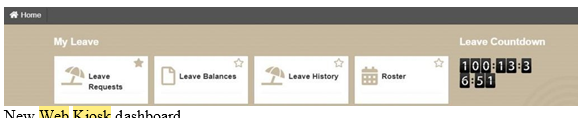 Home
My Leave
Leave Countdown
Leave Requests
Leave Balances
Leave History
Roster
100:13:3
6:51
New Web Kiosk dashboard